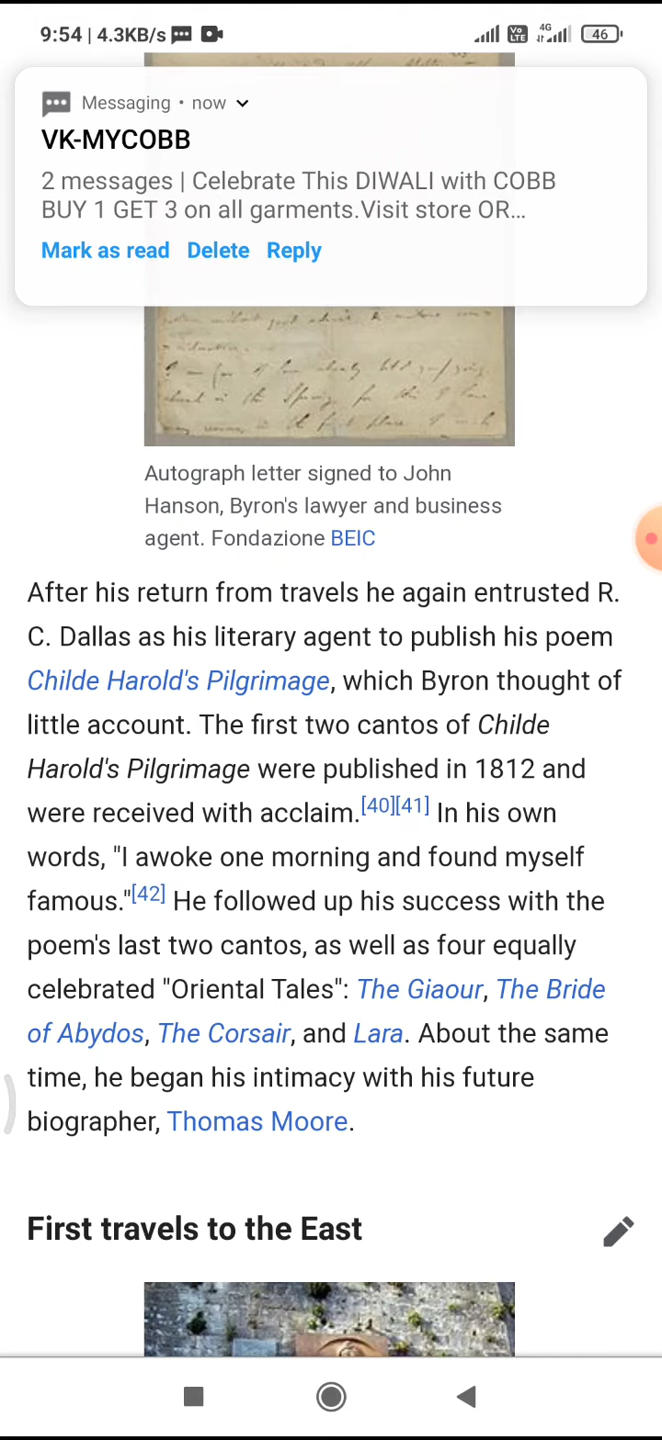 9:54 | 4.3KB/s
Vo LTE 4G 46
Messaging • now
VK-MYCOBB
2 messages | Celebrate This DIWALI with COBB
BUY 1 GET 3 on all garments.Visit store OR...
Mark as read Delete Reply
Autograph letter signed to John
Hanson, Byron's lawyer and business
agent. Fondazione BEIC
After his return from travels he again entrusted R.
C. Dallas as his literary agent to publish his poem
Childe Harold's Pilgrimage, which Byron thought of
little account. The first two cantos of Childe
Harold's Pilgrimage were published in 1812 and
were received with acclaim.[40][41] In his own
words, "I awoke one morning and found myself
famous."[42] He followed up his success with the
poem's last two cantos, as well as four equally
celebrated "Oriental Tales": The Giaour, The Bride
of Abydos, The Corsair, and Lara. About the same
time, he began his intimacy with his future
biographer, Thomas Moore.
First travels to the East